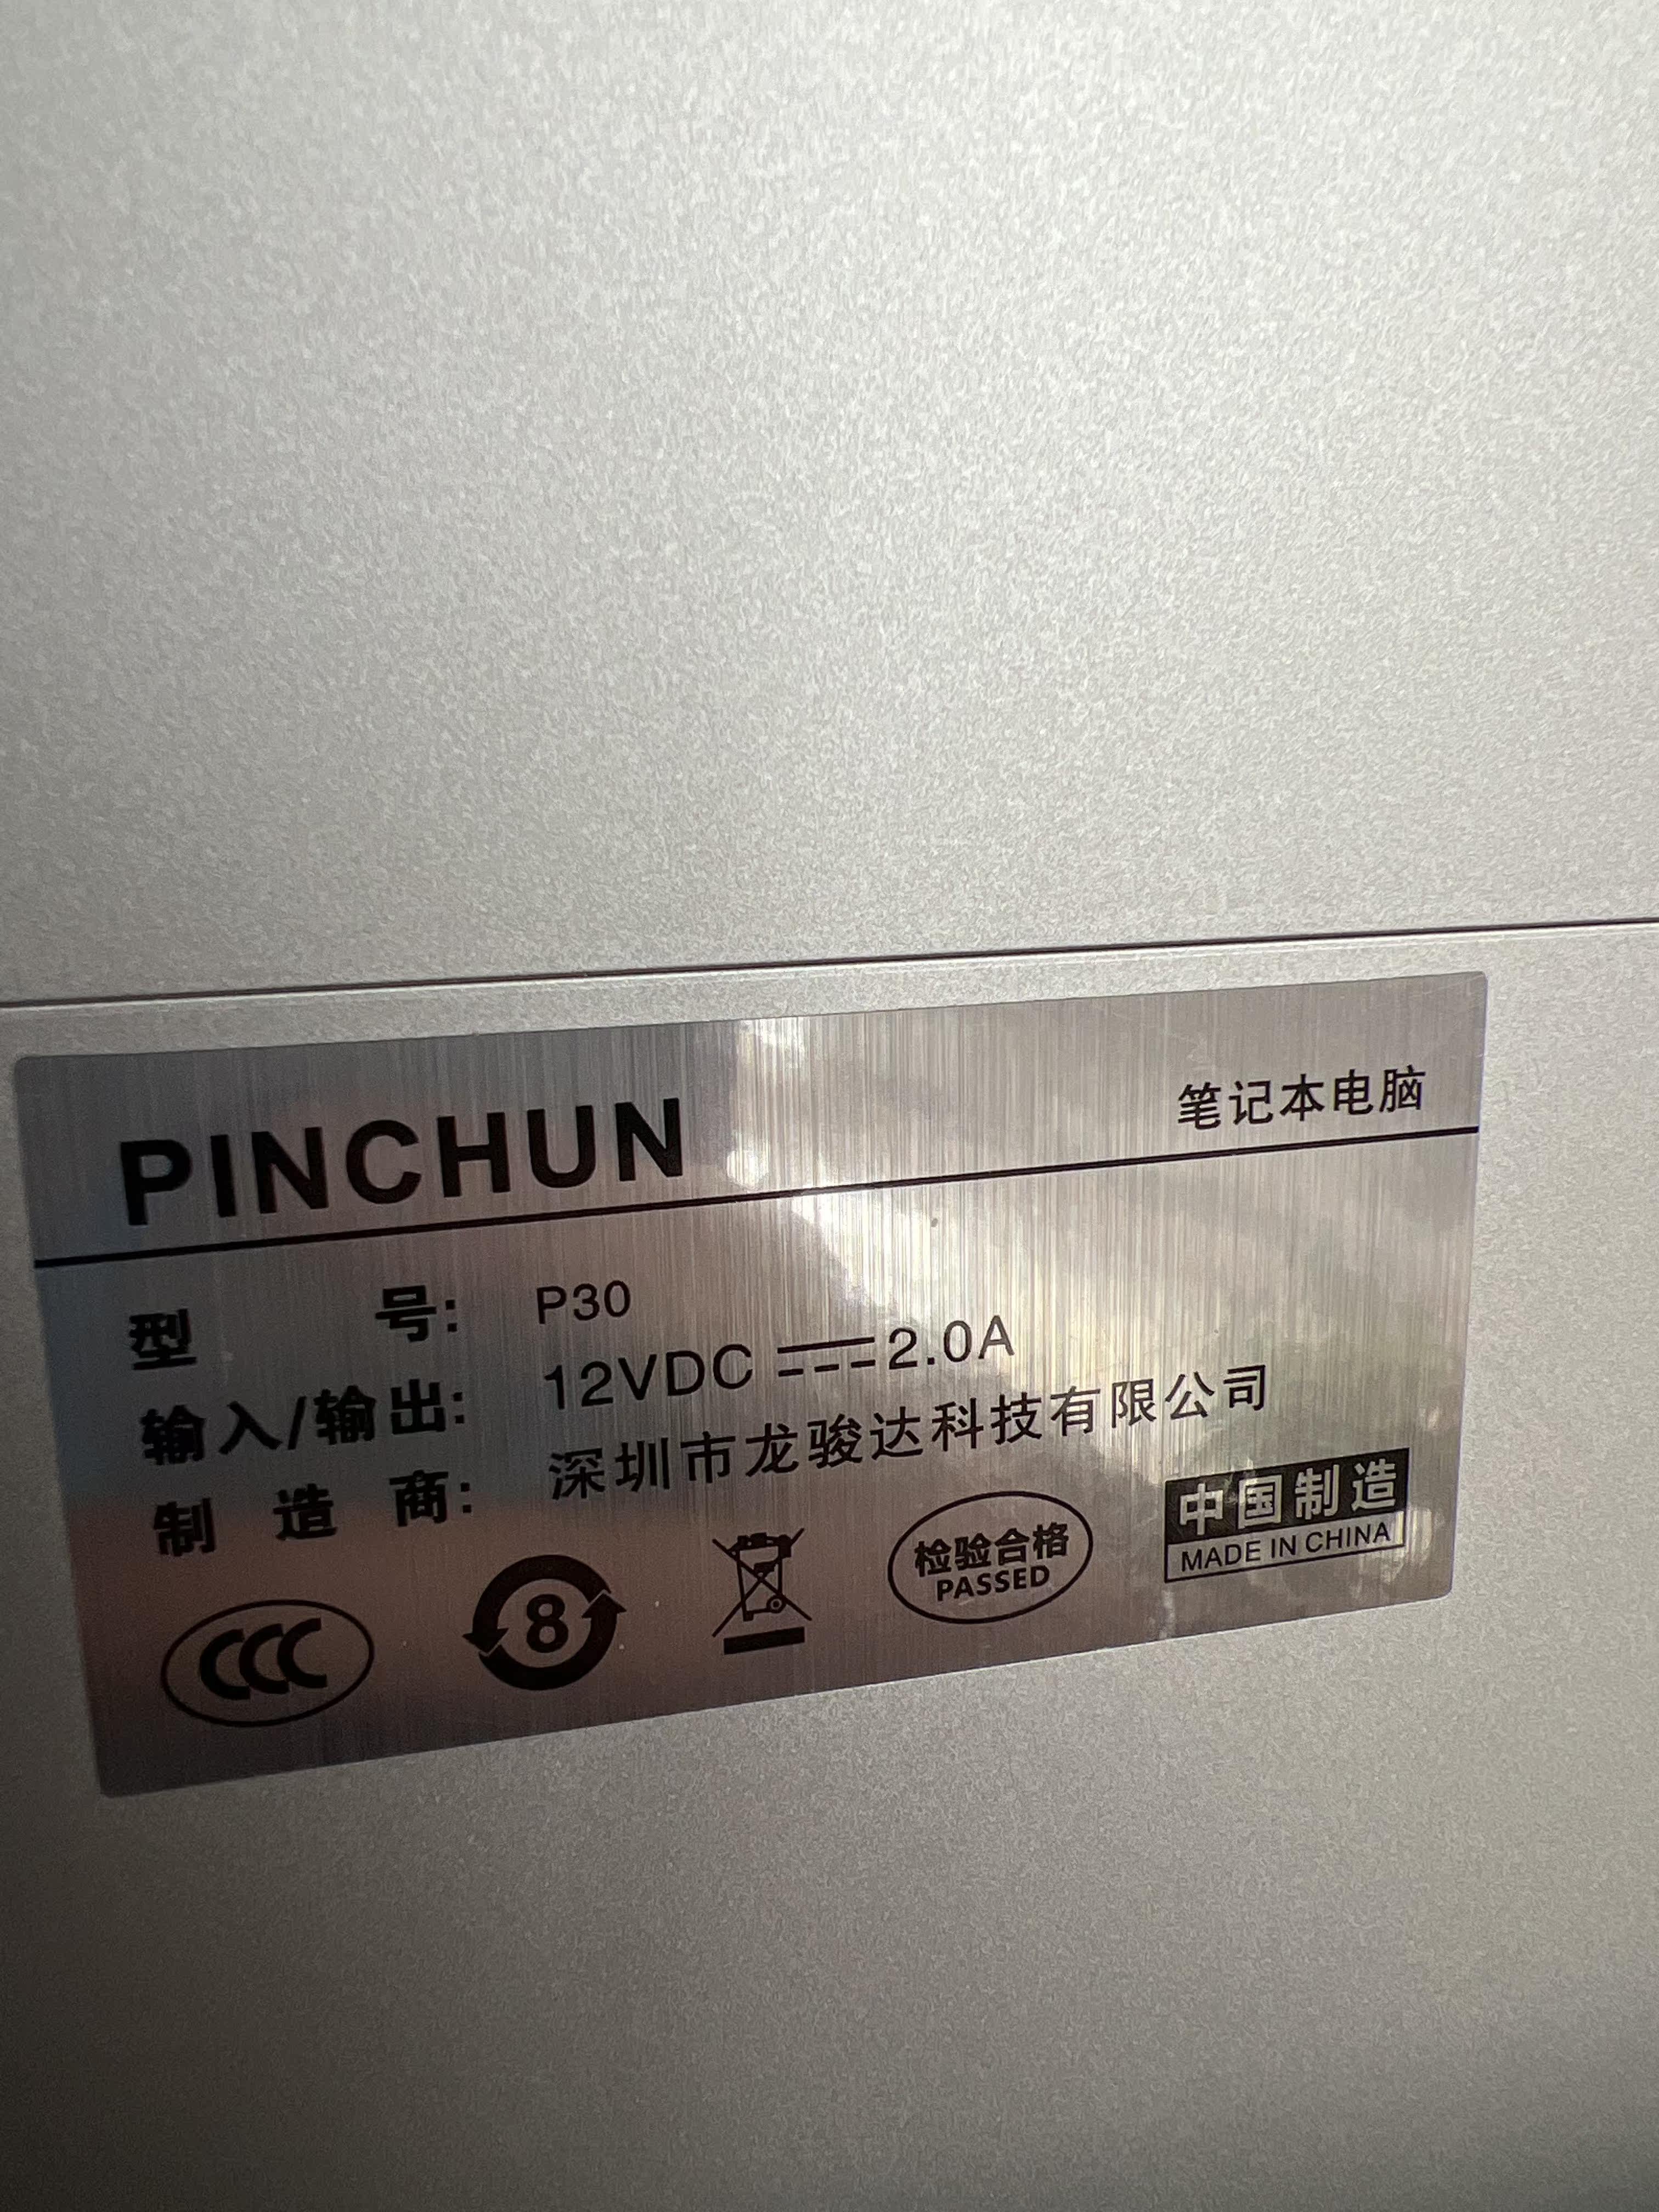 PINCHUN
笔记本电脑
型 号: P30
输入/输出: 12VDC ⎓ 2.0A
制 造 商: 深圳市龙骏达科技有限公司
CCC
8
检验合格
PASSED
中国制造
MADE IN CHINA